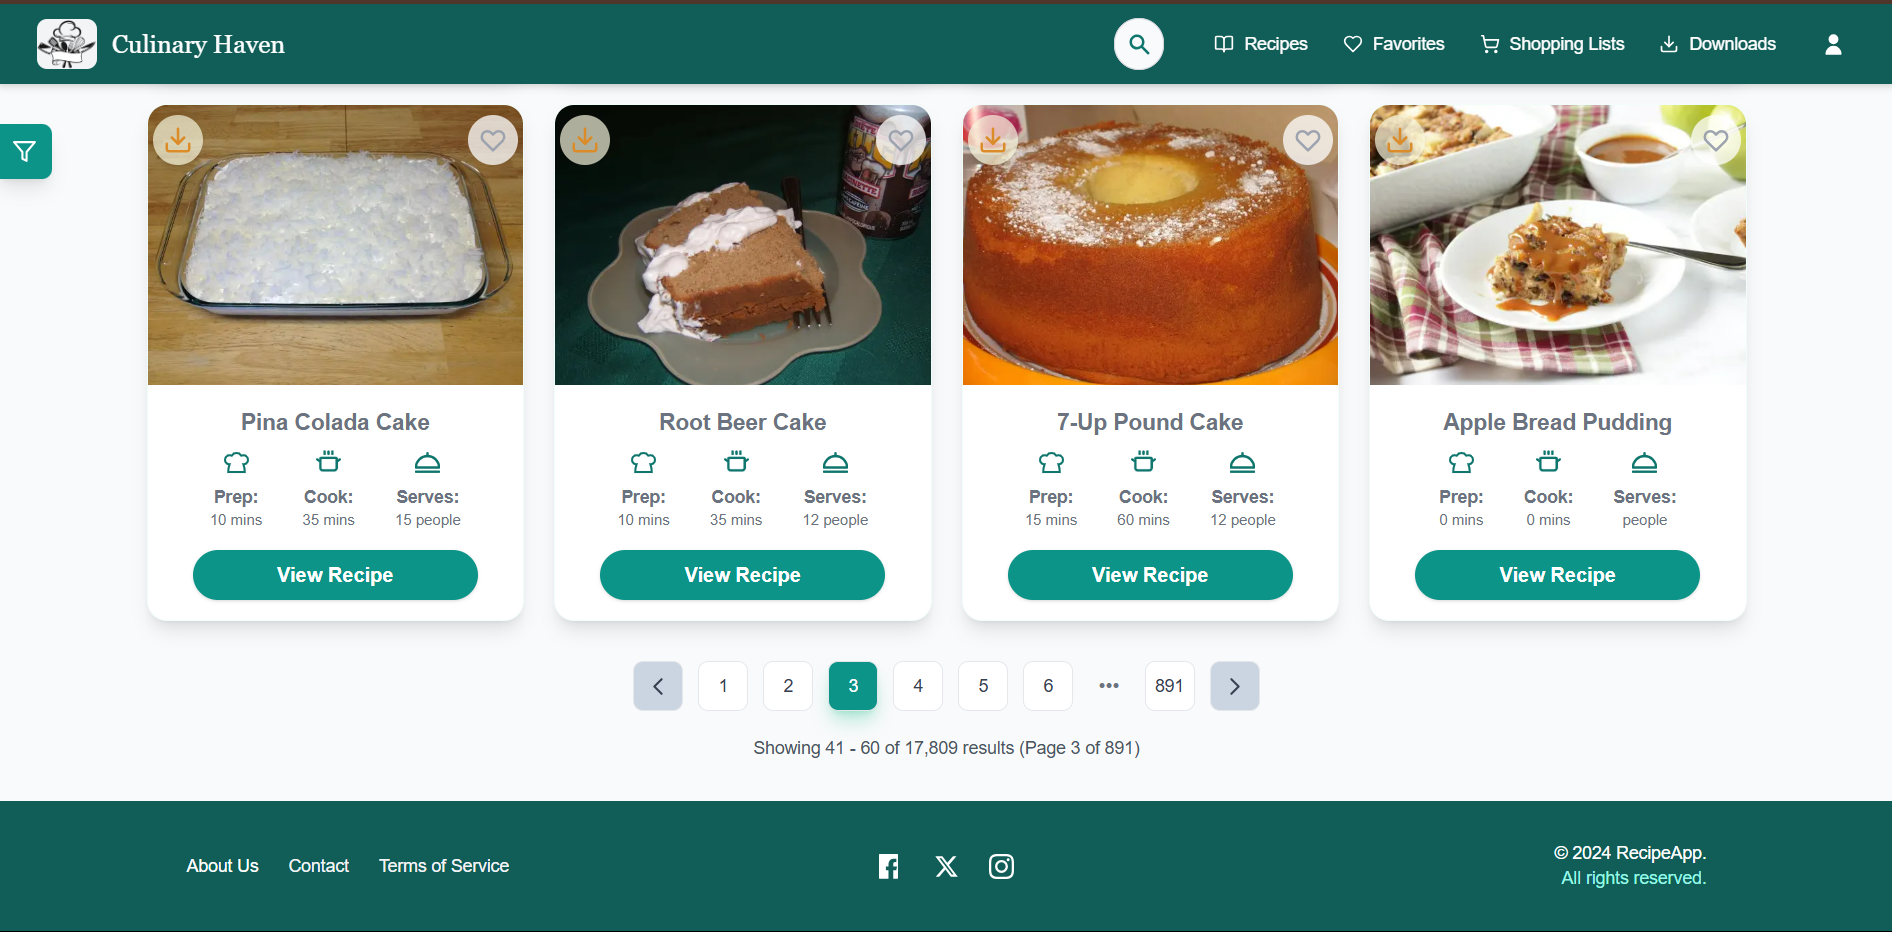 Culinary Haven
Recipes
Favorites
Shopping Lists
Downloads
Pina Colada Cake
Prep:
Cook:
Serves:
10 mins
35 mins
15 people
View Recipe
Root Beer Cake
Prep:
Cook:
Serves:
10 mins
35 mins
12 people
View Recipe
7-Up Pound Cake
Prep:
Cook:
Serves:
15 mins
60 mins
12 people
View Recipe
Apple Bread Pudding
Prep:
Cook:
Serves:
0 mins
0 mins
people
View Recipe
1
2
3
4
5
6
•••
891
Showing 41 - 60 of 17,809 results (Page 3 of 891)
About Us
Contact
Terms of Service
© 2024 RecipeApp.
All rights reserved.